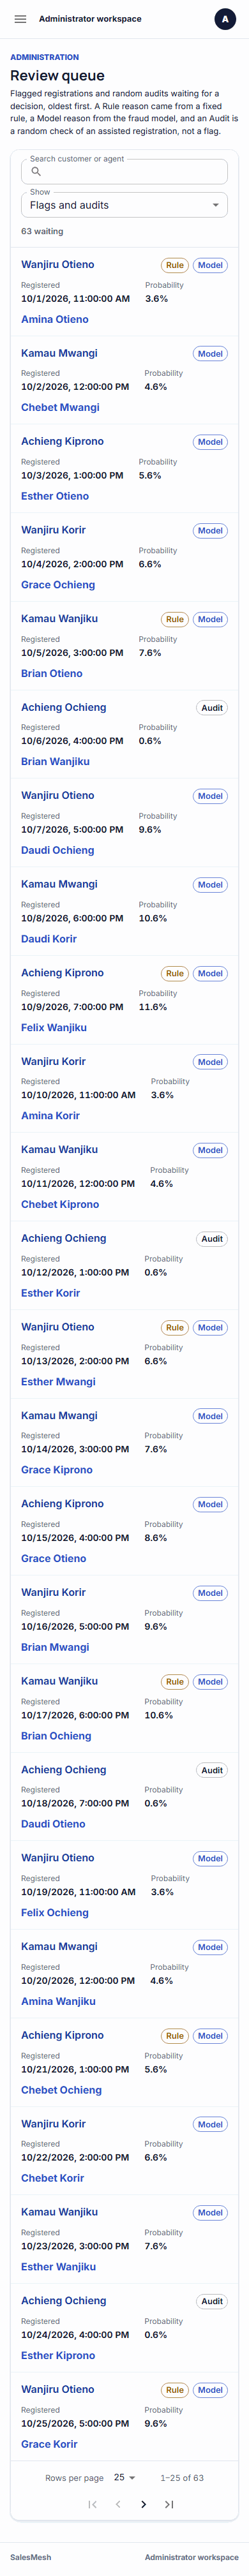 Administrator workspace
A
ADMINISTRATION
Review queue
Flagged registrations and random audits waiting for a
decision, oldest first. A Rule reason came from a fixed
rule, a Model reason from the fraud model, and an Audit is
a random check of an assisted registration, not a flag.
Search customer or agent
Show
Flags and audits
63 waiting
Wanjiru Otieno Rule Model
Registered Probability
10/1/2026, 11:00:00 AM 3.6%
Amina Otieno
Kamau Mwangi Model
Registered Probability
10/2/2026, 12:00:00 PM 4.6%
Chebet Mwangi
Achieng Kiprono Model
Registered Probability
10/3/2026, 1:00:00 PM 5.6%
Esther Otieno
Wanjiru Korir Model
Registered Probability
10/4/2026, 2:00:00 PM 6.6%
Grace Ochieng
Kamau Wanjiku Rule Model
Registered Probability
10/5/2026, 3:00:00 PM 7.6%
Brian Otieno
Achieng Ochieng Audit
Registered Probability
10/6/2026, 4:00:00 PM 0.6%
Brian Wanjiku
Wanjiru Otieno Model
Registered Probability
10/7/2026, 5:00:00 PM 9.6%
Daudi Ochieng
Kamau Mwangi Model
Registered Probability
10/8/2026, 6:00:00 PM 10.6%
Daudi Korir
Achieng Kiprono Rule Model
Registered Probability
10/9/2026, 7:00:00 PM 11.6%
Felix Wanjiku
Wanjiru Korir Model
Registered Probability
10/10/2026, 11:00:00 AM 3.6%
Amina Korir
Kamau Wanjiku Model
Registered Probability
10/11/2026, 12:00:00 PM 4.6%
Chebet Kiprono
Achieng Ochieng Audit
Registered Probability
10/12/2026, 1:00:00 PM 0.6%
Esther Korir
Wanjiru Otieno Rule Model
Registered Probability
10/13/2026, 2:00:00 PM 6.6%
Esther Mwangi
Kamau Mwangi Model
Registered Probability
10/14/2026, 3:00:00 PM 7.6%
Grace Kiprono
Achieng Kiprono Model
Registered Probability
10/15/2026, 4:00:00 PM 8.6%
Grace Otieno
Wanjiru Korir Model
Registered Probability
10/16/2026, 5:00:00 PM 9.6%
Brian Mwangi
Kamau Wanjiku Rule Model
Registered Probability
10/17/2026, 6:00:00 PM 10.6%
Brian Ochieng
Achieng Ochieng Audit
Registered Probability
10/18/2026, 7:00:00 PM 0.6%
Daudi Otieno
Wanjiru Otieno Model
Registered Probability
10/19/2026, 11:00:00 AM 3.6%
Felix Ochieng
Kamau Mwangi Model
Registered Probability
10/20/2026, 12:00:00 PM 4.6%
Amina Wanjiku
Achieng Kiprono Rule Model
Registered Probability
10/21/2026, 1:00:00 PM 5.6%
Chebet Ochieng
Wanjiru Korir Model
Registered Probability
10/22/2026, 2:00:00 PM 6.6%
Chebet Korir
Kamau Wanjiku Model
Registered Probability
10/23/2026, 3:00:00 PM 7.6%
Esther Wanjiku
Achieng Ochieng Audit
Registered Probability
10/24/2026, 4:00:00 PM 0.6%
Esther Kiprono
Wanjiru Otieno Rule Model
Registered Probability
10/25/2026, 5:00:00 PM 9.6%
Grace Korir
Rows per page 25 1–25 of 63
SalesMesh Administrator workspace